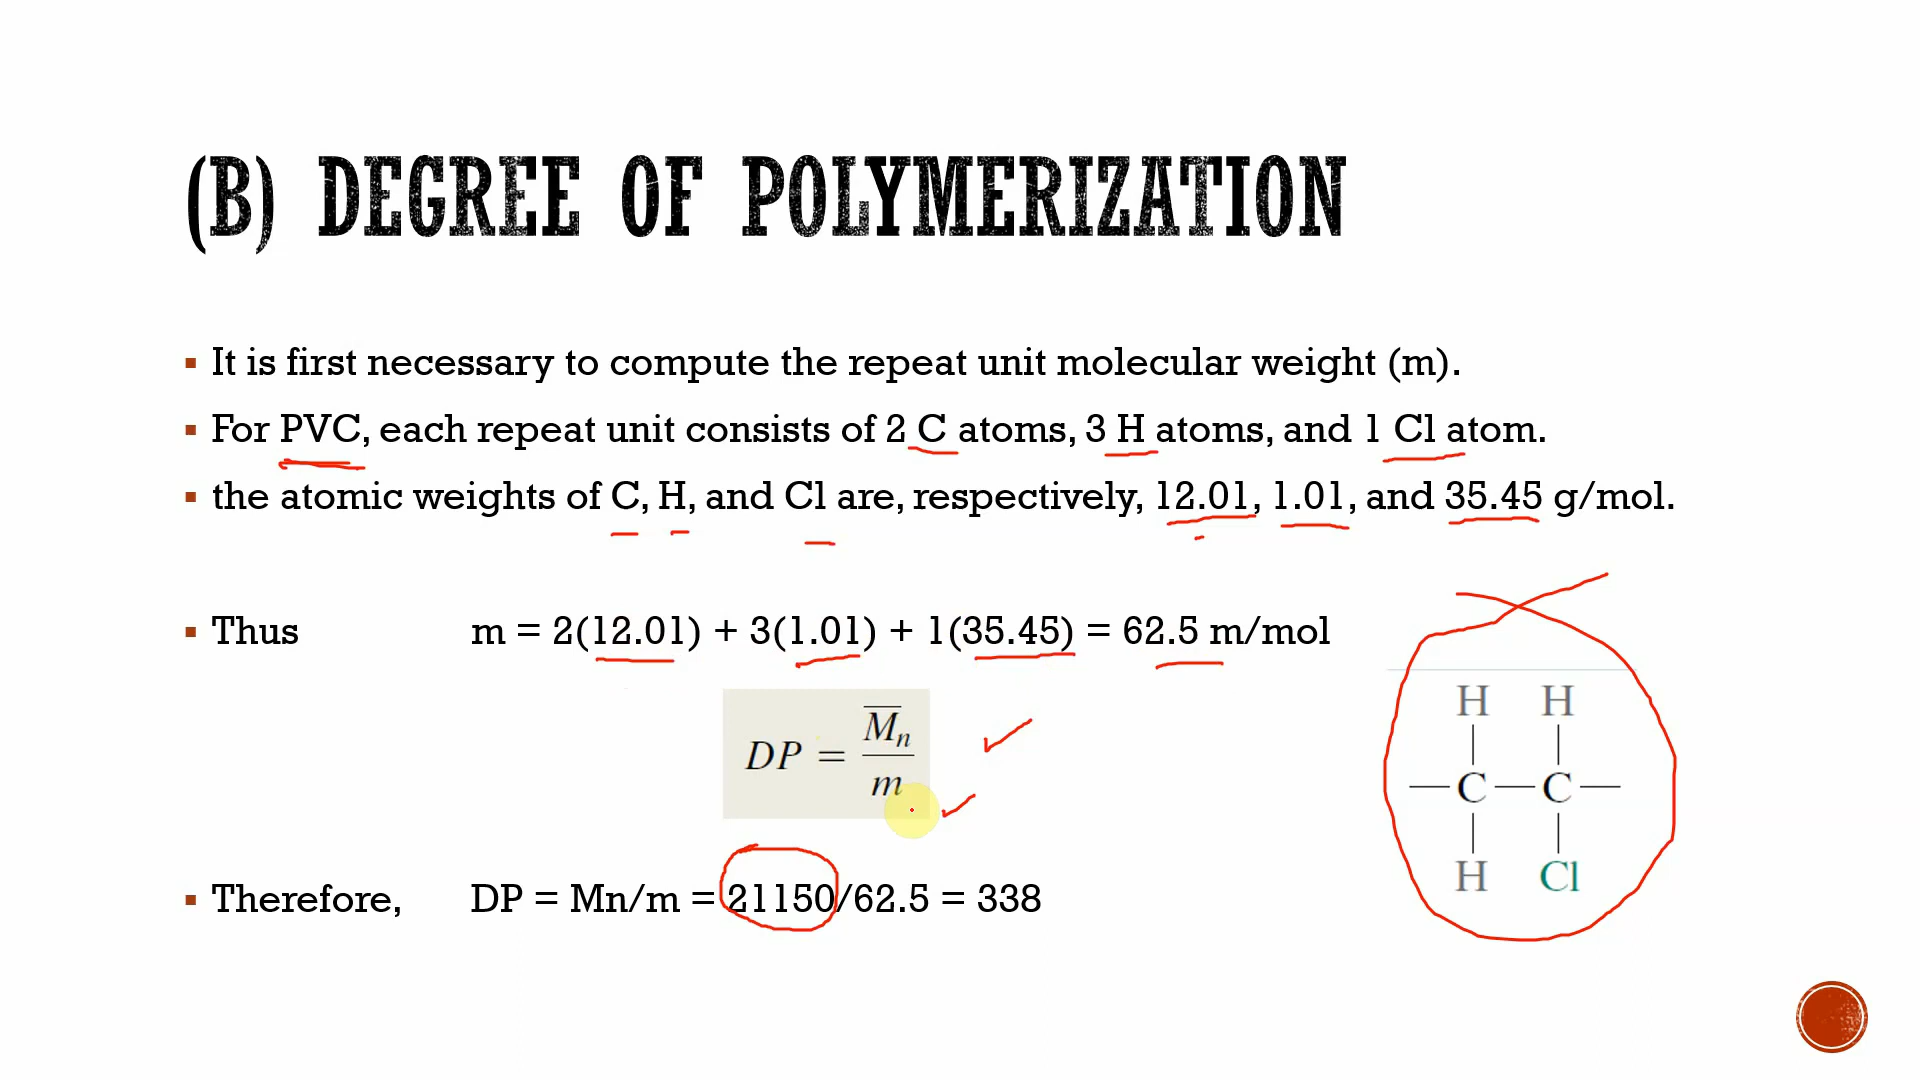 (B) DEGREE OF POLYMERIZATION
It is first necessary to compute the repeat unit molecular weight (m).
For PVC, each repeat unit consists of 2 C atoms, 3 H atoms, and 1 Cl atom.
the atomic weights of C, H, and Cl are, respectively, 12.01, 1.01, and 35.45 g/mol.
Thus m = 2(12.01) + 3(1.01) + 1(35.45) = 62.5 m/mol
DP = M̅n / m
H H
C C
H Cl
Therefore, DP = Mn/m = 21150/62.5 = 338